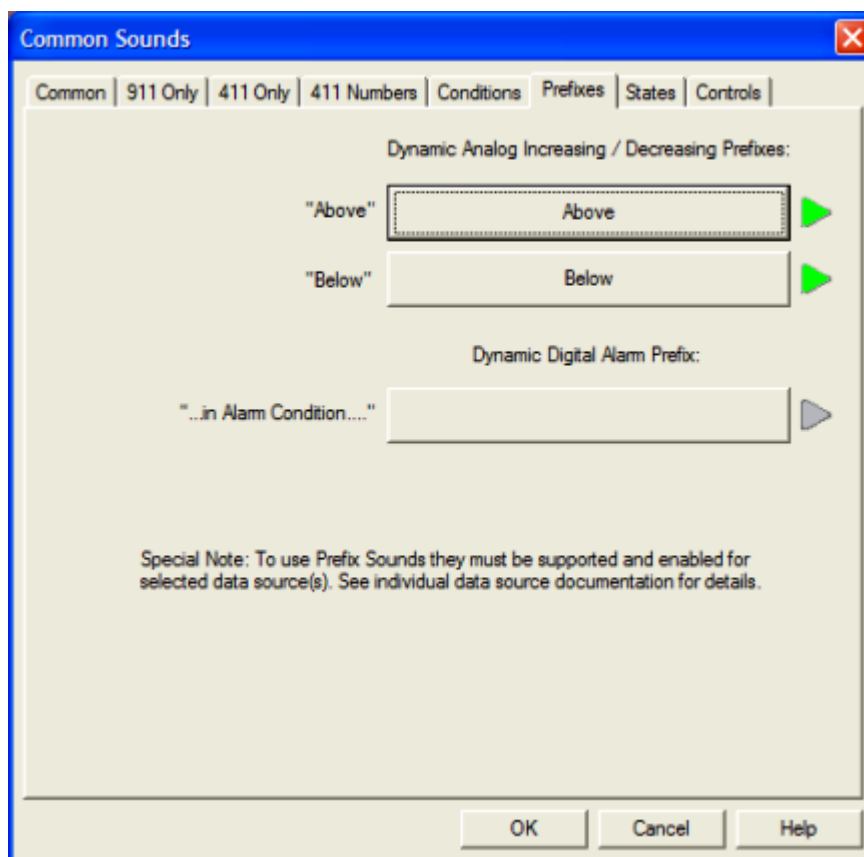 Common Sounds
Common 911 Only 411 Only 411 Numbers Conditions Prefixes States Controls
Dynamic Analog Increasing / Decreasing Prefixes:
"Above" Above
"Below" Below
Dynamic Digital Alarm Prefix:
"...in Alarm Condition...."
Special Note: To use Prefix Sounds they must be supported and enabled for
selected data source(s). See individual data source documentation for details.
OK Cancel Help